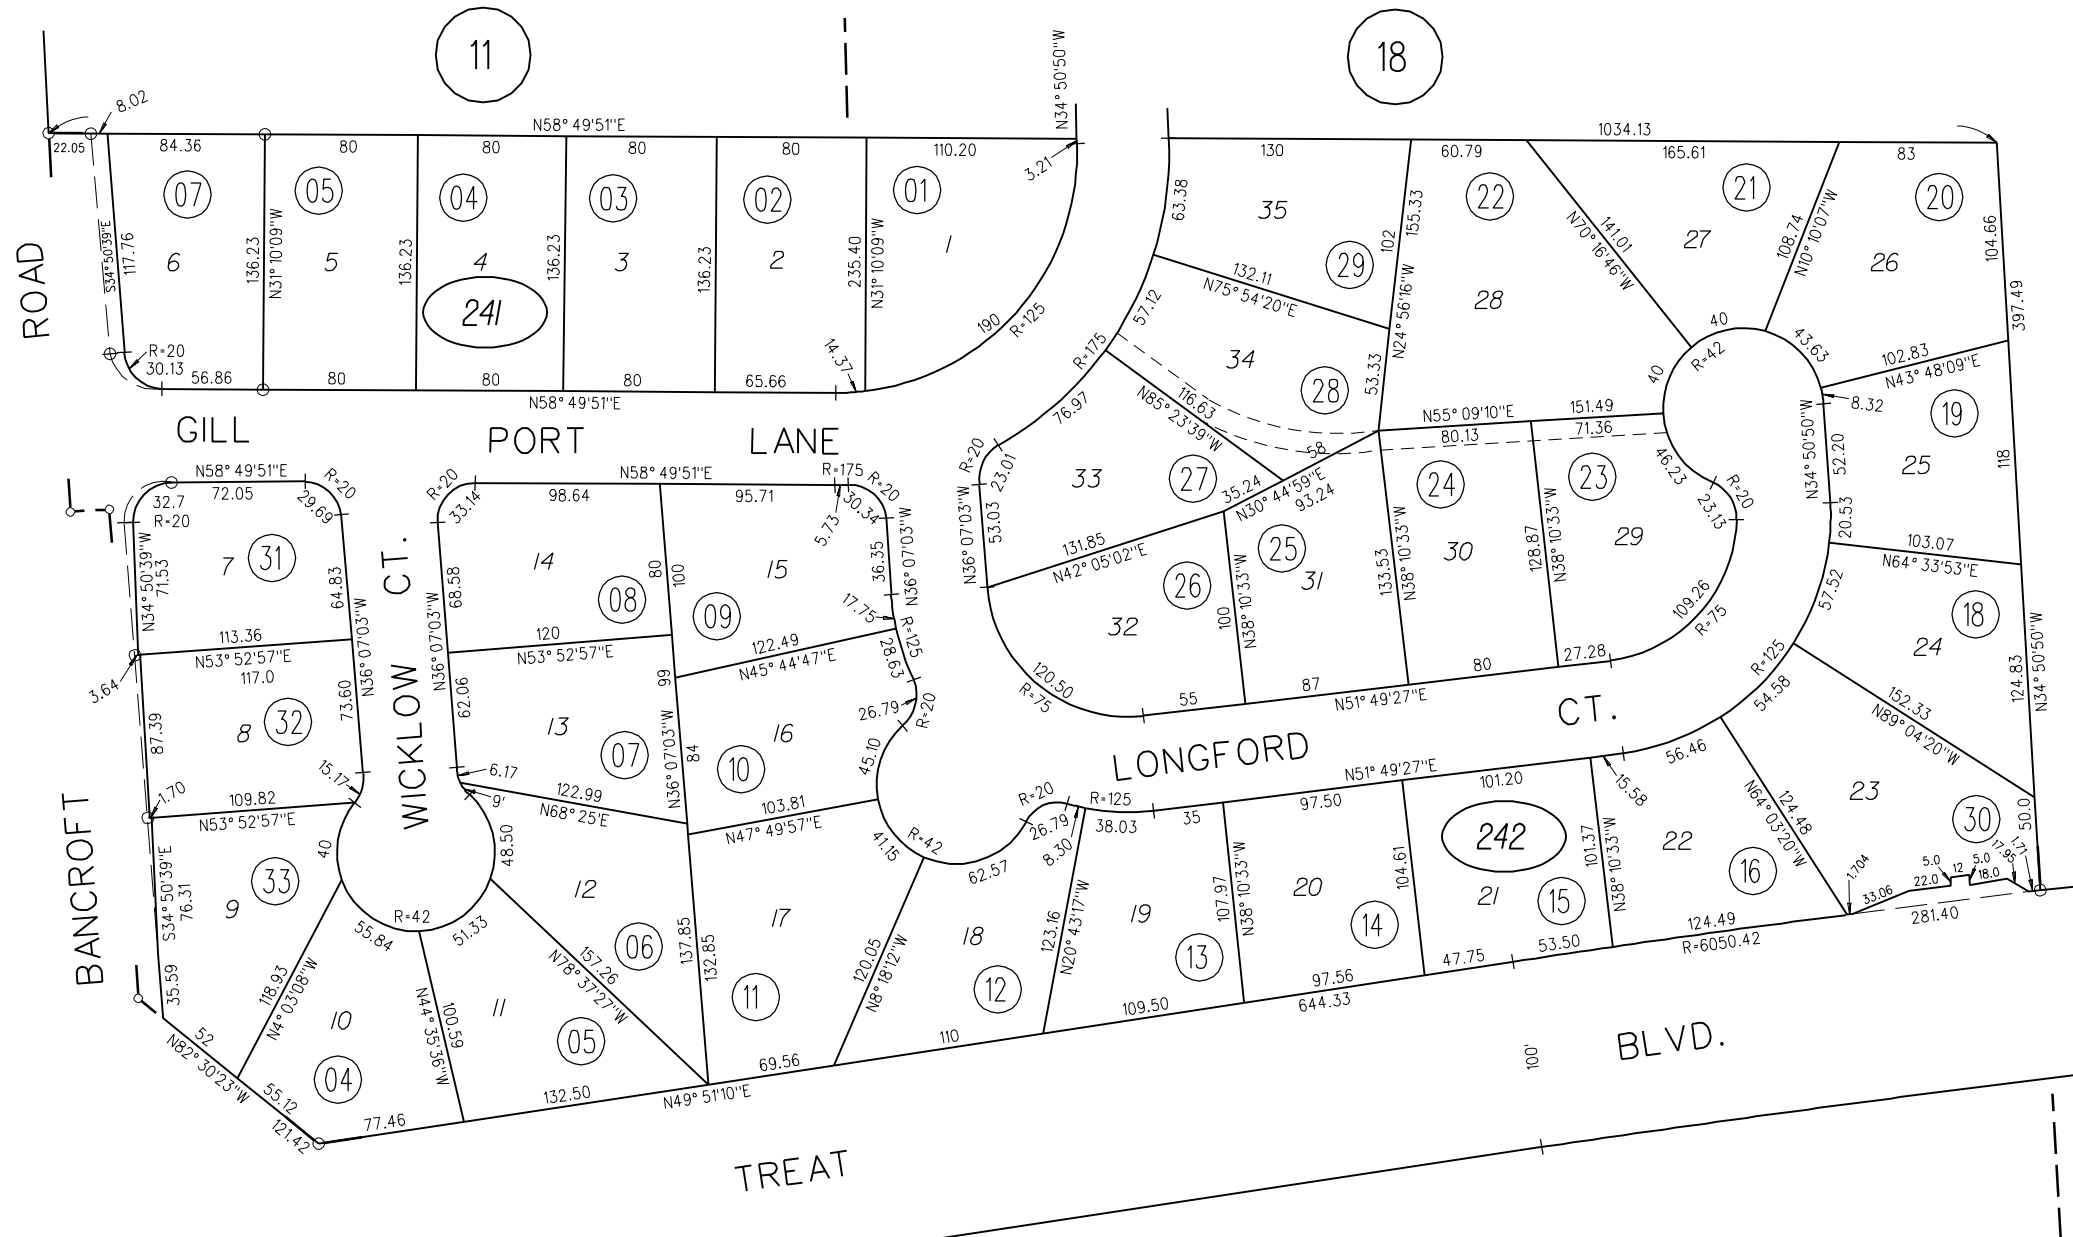 11
18
8.02
N58° 49'51"E
N34° 50'50"W
1034.13
22.05
84.36
80
80
80
80
110.20
3.21
130
60.79
165.61
83
07
05
04
03
02
01
35
22
21
20
63.38
155.33
N70° 16'46"W
141.01
108.74
N10° 10'07"W
104.66
ROAD
S34° 50'39"E
117.76
6
136.23
N31° 10'09"W
5
136.23
4
136.23
3
136.23
2
235.40
N31° 10'09"W
1
102
29
132.11
N75° 54'20"E
N24° 56'16"W
27
26
28
241
397.49
57.12
190
R=125
R=20
30.13
14.37
R=175
34
53.33
40
R=42
40
43.63
102.83
N43° 48'09"E
56.86
80
80
80
65.66
N58° 49'51"E
28
116.63
N85° 23'39"W
76.97
N55° 09'10"E
151.49
80.13
71.36
8.32
19
GILL
PORT
LANE
58
N34° 50'50"W
52.20
25
118
N58° 49'51"E
72.05
32.7
R=20
R=20
29.69
R=20
33.14
N58° 49'51"E
98.64
95.71
R=175
5.73
30.34
R=20
R=20
23.01
33
27
35.24
N30° 44'59"E
93.24
24
23
46.23
R=20
23.13
20.53
N34° 50'39"W
71.53
7
31
64.83
CT.
68.58
14
80
100
15
36.35
N36° 07'03"W
N36° 07'03"W
53.03
131.85
N42° 05'02"E
25
133.53
N38° 10'33"W
30
128.87
N38° 10'33"W
29
103.07
N64° 33'53"E
08
09
17.75
R=125
28.63
26
100
N38° 10'33"W
31
32
109.26
R=75
57.52
18
113.36
N53° 52'57"E
117.0
N36° 07'03"W
N36° 07'03"W
120
N53° 52'57"E
122.49
N45° 44'47"E
99
3.64
WICKLOW
120.50
R=75
55
87
N51° 49'27"E
80
27.28
R=125
54.58
24
124.83
N34° 50'50"W
87.39
8
32
73.60
62.06
13
07
N36° 07'03"W
84
16
10
26.79
R=20
45.10
LONGFORD
CT.
152.33
N89° 04'20"W
1.70
15.17
6.17
9'
122.99
N68° 25'E
103.81
N47° 49'57"E
R=20
26.79
R=125
38.03
8.30
35
N51° 49'27"E
97.50
101.20
15.58
56.46
23
30
50.0
109.82
N53° 52'57"E
40
48.50
41.15
R=42
62.57
242
101.37
N38° 10'33"W
22
16
N64° 03'20"W
124.48
1.704
33.06
22.0
5.0
12
5.0
18.0
17.95
1.71
281.40
BANCROFT
S34° 50'39"E
76.31
9
33
R=42
55.84
51.33
12
06
137.85
132.85
17
18
123.16
N20° 43'17"W
19
107.97
N38° 10'33"W
20
104.61
21
14
15
124.49
R=6050.42
35.59
118.93
N4° 03'08"W
10
04
N44° 35'36"W
100.59
11
05
157.26
N78° 37'27"W
11
120.05
N8° 18'12"W
12
13
47.75
53.50
97.56
644.33
109.50
110
69.56
52
N82° 30'23"W
55.12
121.42
77.46
132.50
N49° 51'10"E
100'
BLVD.
TREAT